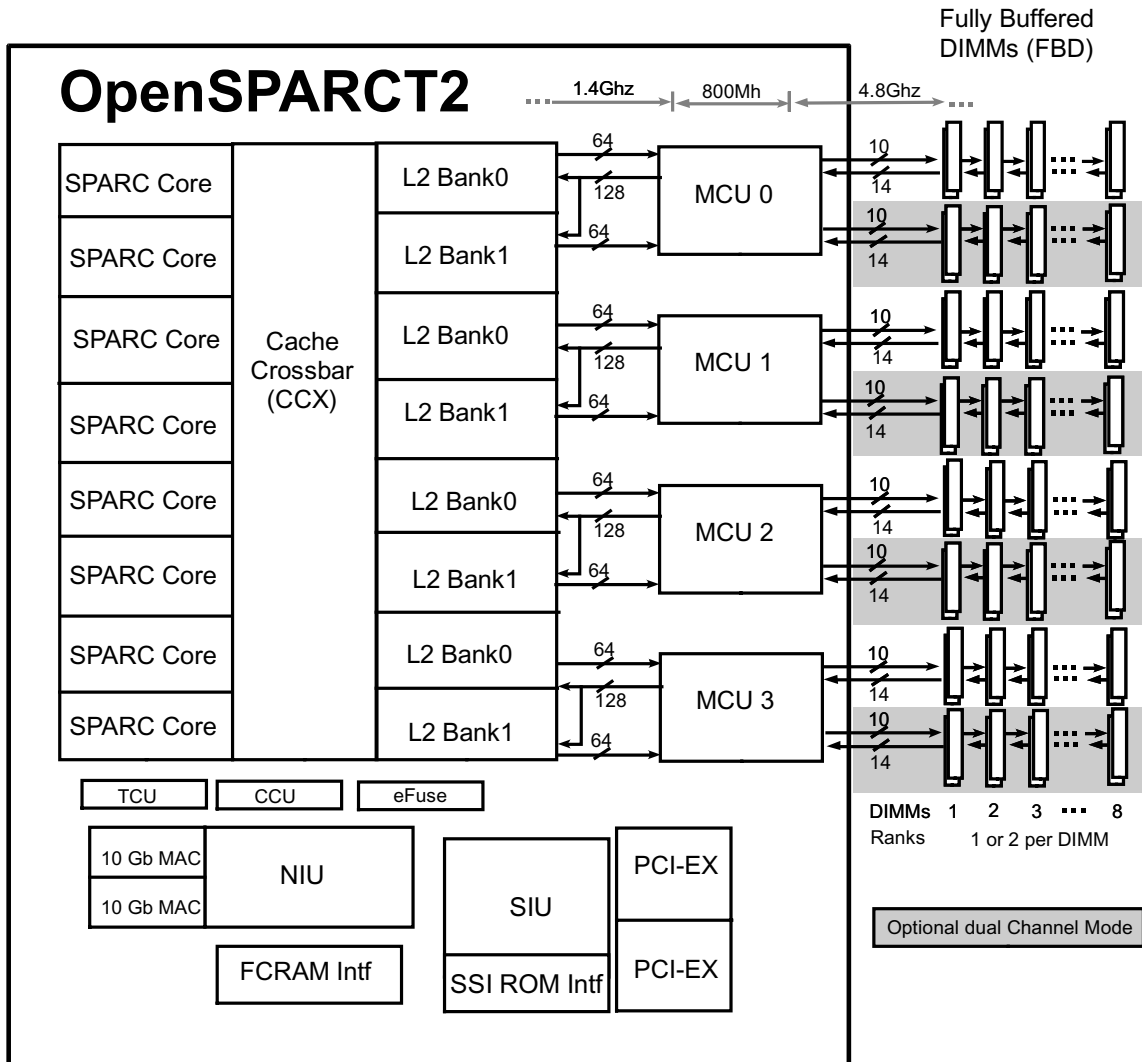 Fully Buffered
DIMMs (FBD)
OpenSPARCT2
1.4Ghz
800Mh
4.8Ghz
SPARC Core
SPARC Core
SPARC Core
SPARC Core
SPARC Core
SPARC Core
SPARC Core
SPARC Core
Cache
Crossbar
(CCX)
L2 Bank0
L2 Bank1
L2 Bank0
L2 Bank1
L2 Bank0
L2 Bank1
L2 Bank0
L2 Bank1
64
128
64
64
128
64
64
128
64
64
128
64
MCU 0
MCU 1
MCU 2
MCU 3
10
14
10
14
10
14
10
14
10
14
10
14
10
14
10
14
DIMMs 1 2 3 8
Ranks 1 or 2 per DIMM
TCU
CCU
eFuse
10 Gb MAC
10 Gb MAC
NIU
FCRAM Intf
SIU
SSI ROM Intf
PCI-EX
PCI-EX
Optional dual Channel Mode